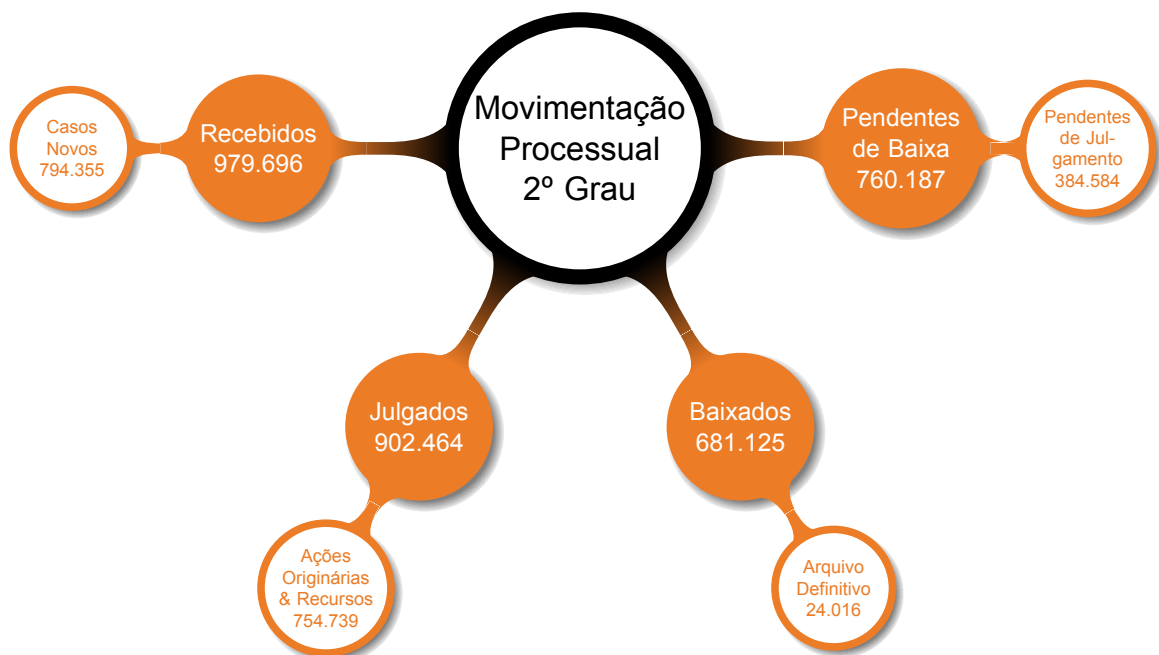 Movimentação
Processual
2º Grau
Casos
Novos
794.355
Recebidos
979.696
Pendentes
de Baixa
760.187
Pendentes
de Jul-
gamento
384.584
Julgados
902.464
Baixados
681.125
Ações
Originárias
& Recursos
754.739
Arquivo
Definitivo
24.016